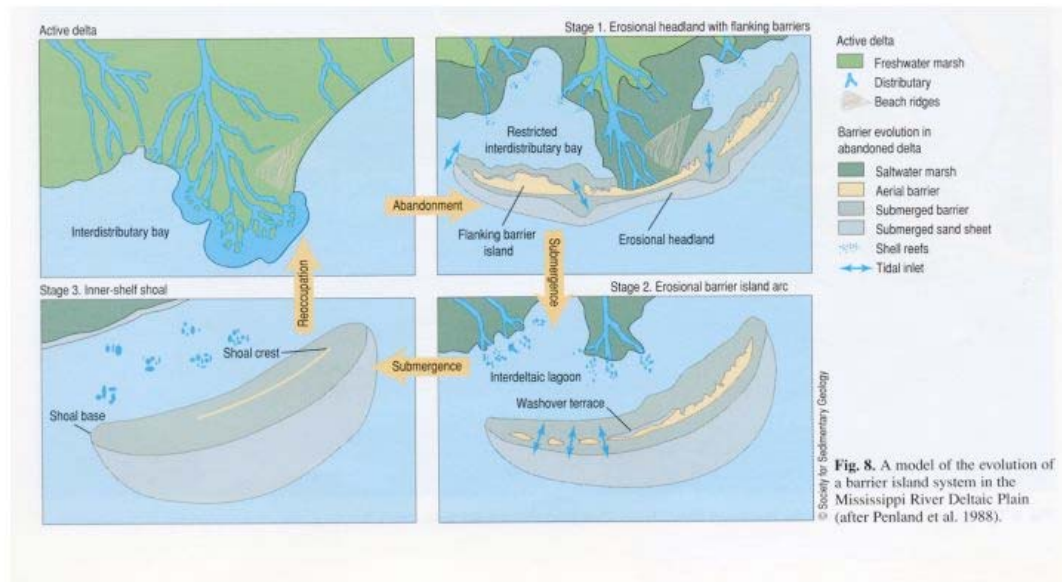 Active delta
Interdistributary bay
Abandonment
Stage 1. Erosional headland with flanking barriers
Restricted
interdistributary bay
Flanking barrier
island
Erosional headland
Submergence
Stage 2. Erosional barrier island arc
Interdeltaic lagoon
Washover terrace
Submergence
Stage 3. Inner-shelf shoal
Shoal crest
Shoal base
Reoccupation
Active delta
Freshwater marsh
Distributary
Beach ridges
Barrier evolution in
abandoned delta
Saltwater marsh
Aerial barrier
Submerged barrier
Submerged sand sheet
Shell reefs
Tidal inlet
© Society for Sedimentary Geology
Fig. 8. A model of the evolution of
a barrier island system in the
Mississippi River Deltaic Plain
(after Penland et al. 1988).